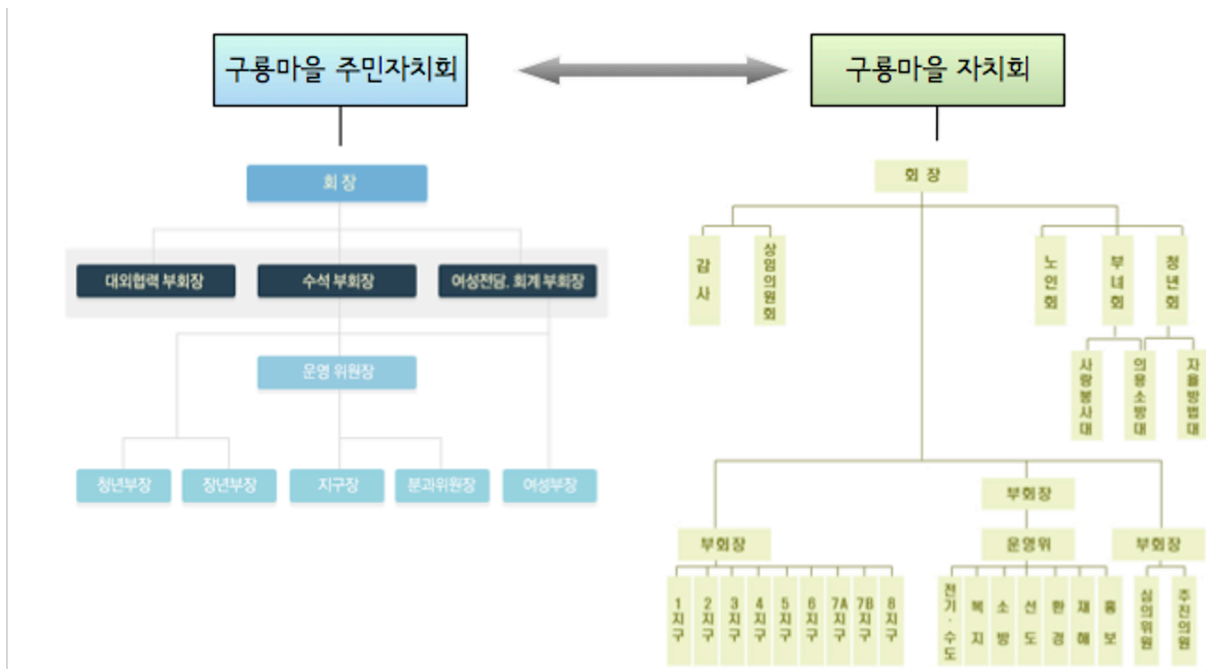 구룡마을 주민자치회
구룡마을 자치회
회 장
대외협력 부회장
수석 부회장
여성전담, 회계 부회장
운영 위원장
청년부장
장년부장
지구장
분과위원장
여성부장
회 장
감사
상임의원회
노인회
부녀회
청년회
사랑봉사대
의용소방대
자율방법대
부회장
부회장
운영위
부회장
1지구
2지구
3지구
4지구
5지구
6지구
7A지구
7B지구
8지구
전기·수도
복지
소방
선도
환경
재해
홍보
심의위원
추진의원